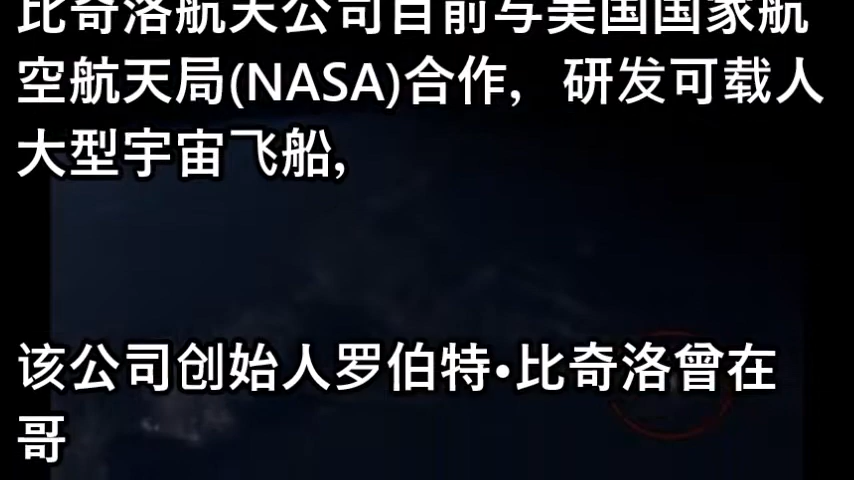 比奇洛航天公司目前与美国国家航
空航天局(NASA)合作，研发可载人
大型宇宙飞船,
该公司创始人罗伯特•比奇洛曾在
哥